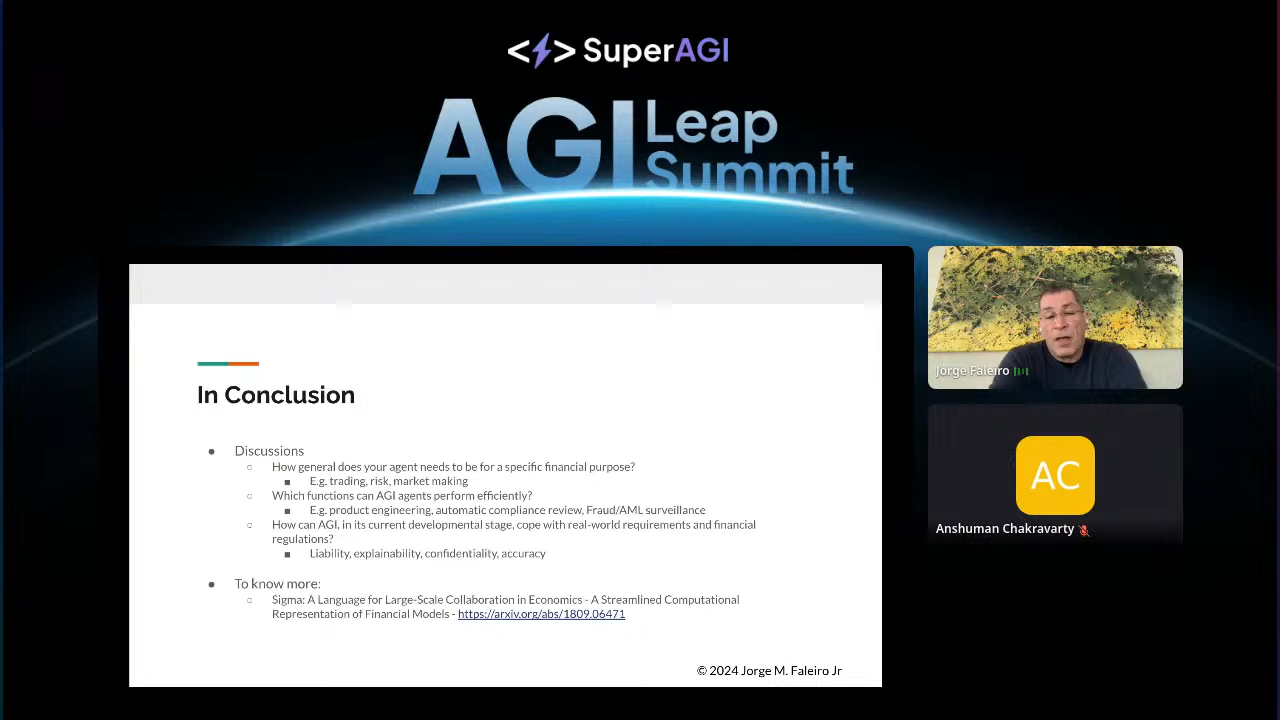 <⚡> SuperAGI
AGI Leap
Summit
In Conclusion
● Discussions
○ How general does your agent needs to be for a specific financial purpose?
■ E.g. trading, risk, market making
○ Which functions can AGI agents perform efficiently?
■ E.g. product engineering, automatic compliance review, Fraud/AML surveillance
○ How can AGI, in its current developmental stage, cope with real-world requirements and financial
regulations?
■ Liability, explainability, confidentiality, accuracy
● To know more:
○ Sigma: A Language for Large-Scale Collaboration in Economics - A Streamlined Computational
Representation of Financial Models - https://arxiv.org/abs/1809.06471
© 2024 Jorge M. Faleiro Jr
Jorge Faleiro
AC
Anshuman Chakravarty